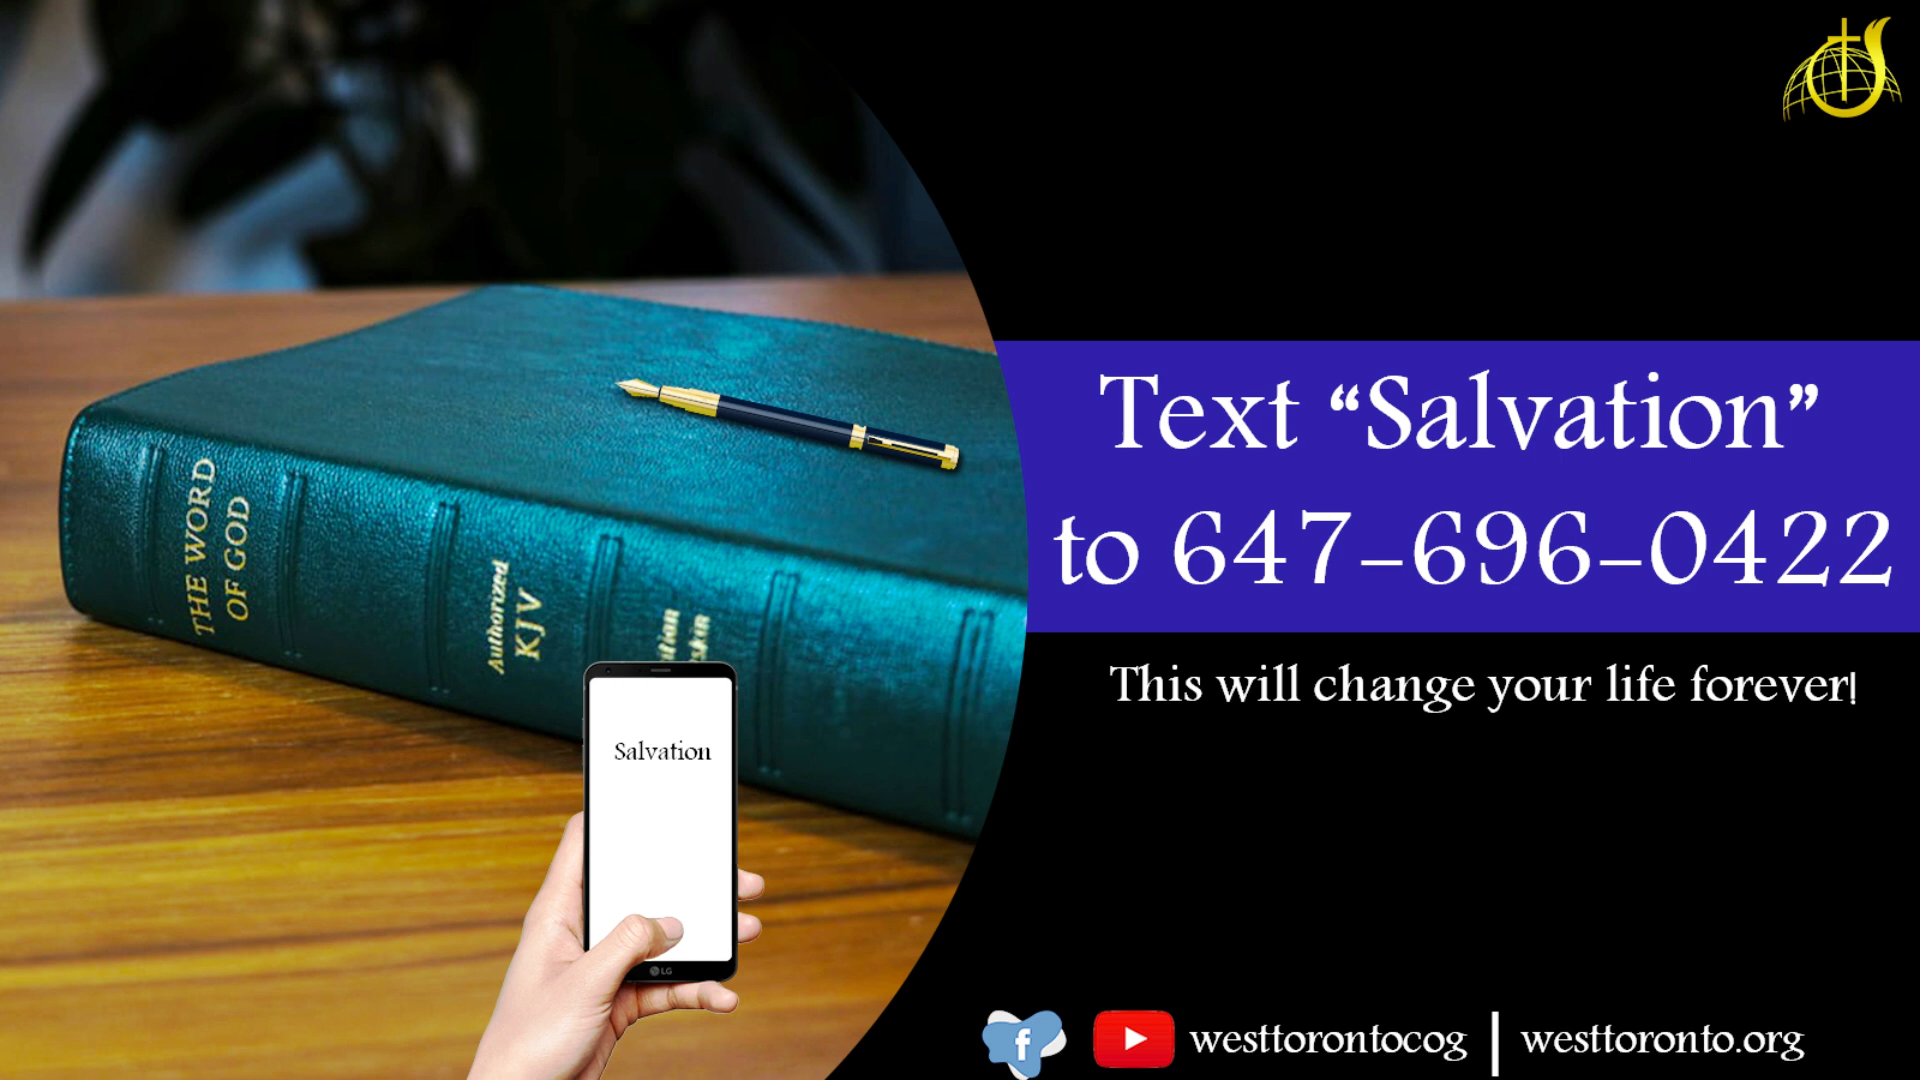 THE WORD
OF GOD
Authorized
KJV
Salvation
LG
Text “Salvation”
to 647-696-0422
This will change your life forever!
westtorontocog | westtoronto.org